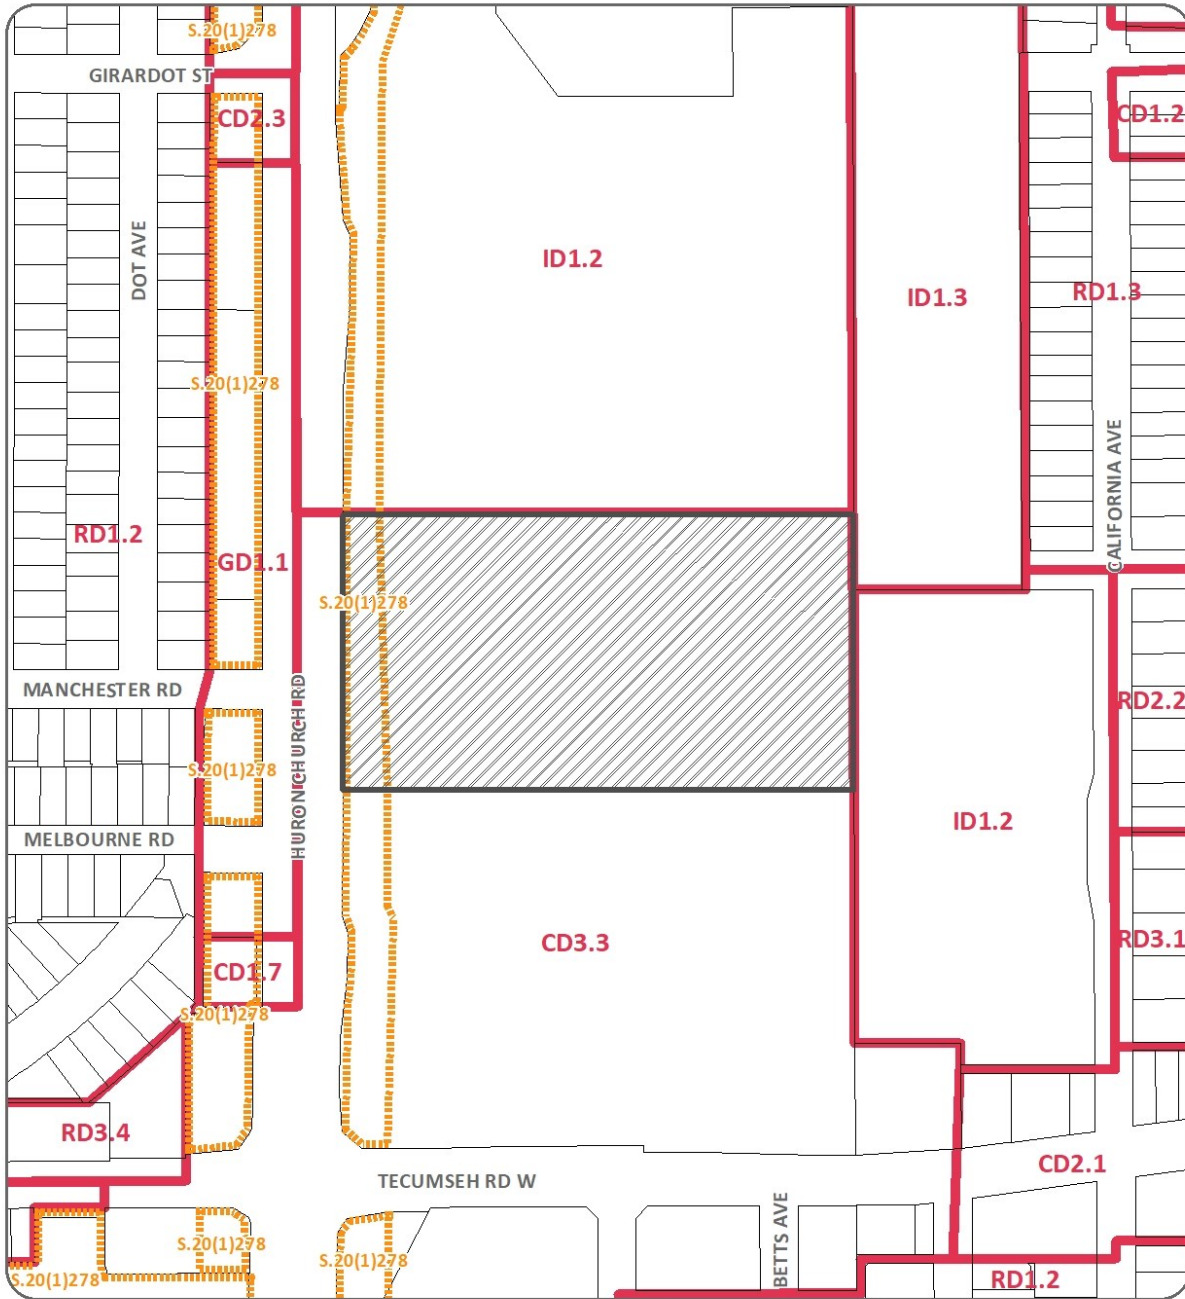 S.20(1)278
GIRARDOT ST
CD2.3
CD1.2
DOT AVE
ID1.2
ID1.3
RD1.3
S.20(1)278
CALIFORNIA AVE
RD1.2
GD1.1
S.20(1)278
MANCHESTER RD
RD2.2
HURON CHURCH RD
S.20(1)278
ID1.2
MELBOURNE RD
CD3.3
RD3.1
CD1.7
S.20(1)278
RD3.4
CD2.1
TECUMSEH RD W
BETTS AVE
S.20(1)278
S.20(1)278
S.20(1)278
RD1.2